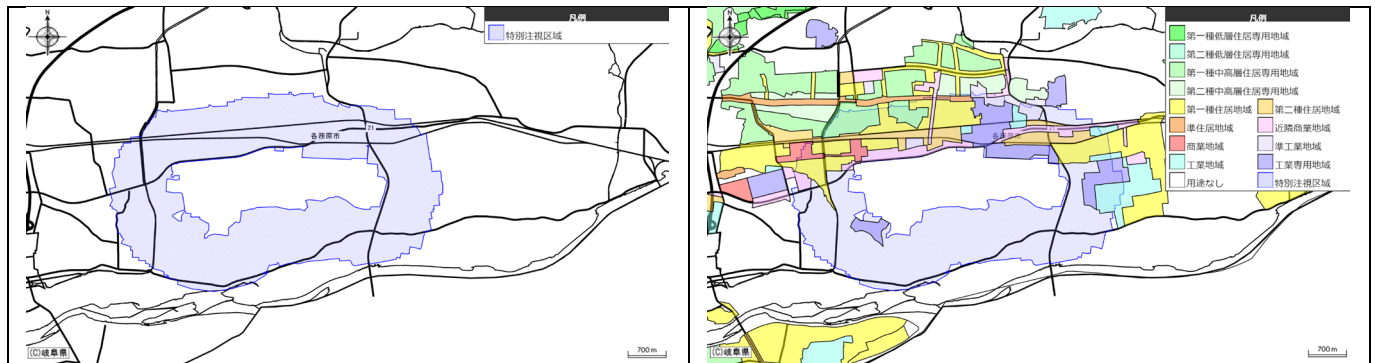 N
凡例
特別注視区域
各務原市
21
(C)岐阜県
700m
N
凡例
第一種低層住居専用地域
第二種低層住居専用地域
第一種中高層住居専用地域
第二種中高層住居専用地域
第一種住居地域 第二種住居地域
準住居地域 近隣商業地域
商業地域 準工業地域
工業地域 工業専用地域
用途なし 特別注視区域
各務原市
(C)岐阜県
700m